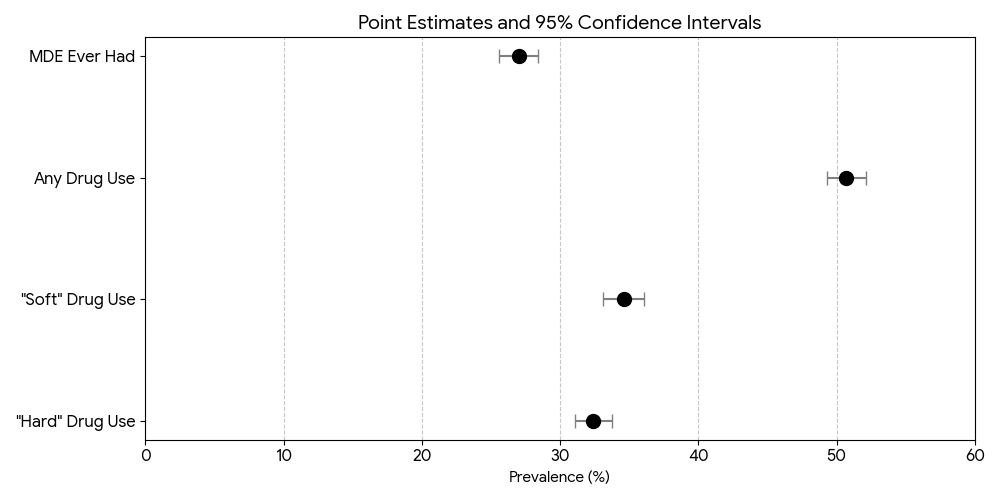 Point Estimates and 95% Confidence Intervals
MDE Ever Had
Any Drug Use
"Soft" Drug Use
"Hard" Drug Use
0 10 20 30 40 50 60
Prevalence (%)